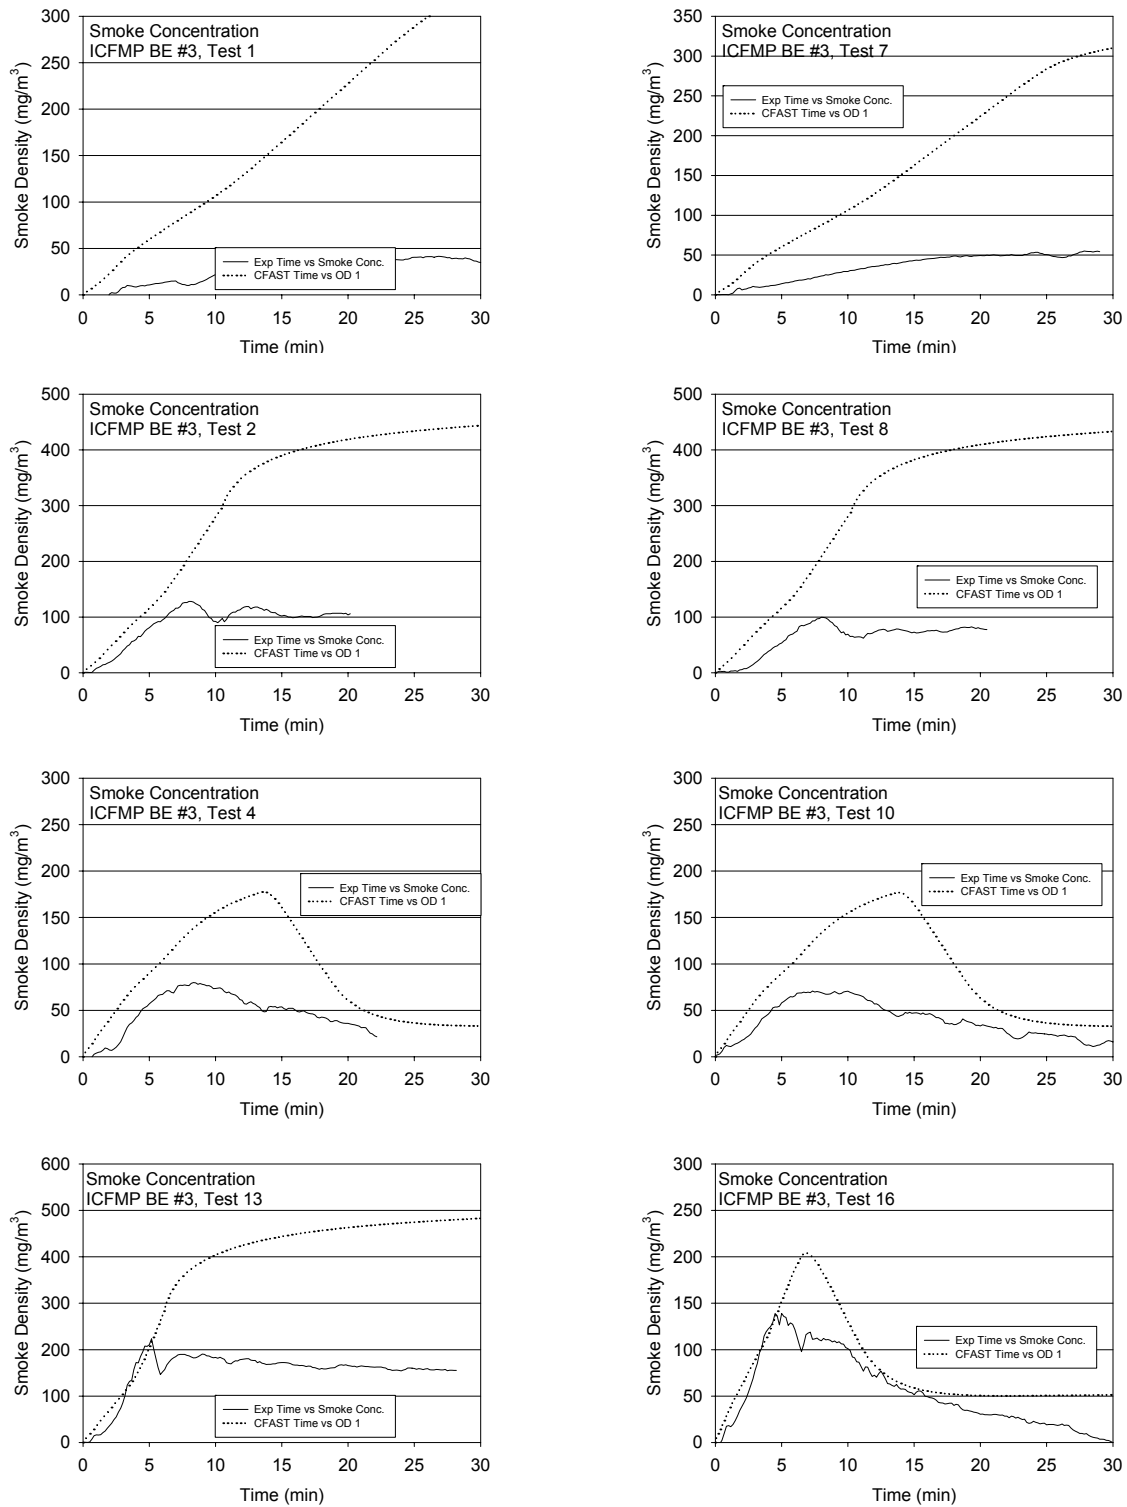 Smoke Concentration
ICFMP BE #3, Test 1
Smoke Density (mg/m³)
300
250
200
150
100
50
0
Exp Time vs Smoke Conc.
CFAST Time vs OD 1
0 5 10 15 20 25 30
Time (min)
Smoke Concentration
ICFMP BE #3, Test 7
Smoke Density (mg/m³)
350
300
250
200
150
100
50
0
Exp Time vs Smoke Conc.
CFAST Time vs OD 1
0 5 10 15 20 25 30
Time (min)
Smoke Concentration
ICFMP BE #3, Test 2
Smoke Density (mg/m³)
500
400
300
200
100
0
Exp Time vs Smoke Conc.
CFAST Time vs OD 1
0 5 10 15 20 25 30
Time (min)
Smoke Concentration
ICFMP BE #3, Test 8
Smoke Density (mg/m³)
500
400
300
200
100
0
Exp Time vs Smoke Conc.
CFAST Time vs OD 1
0 5 10 15 20 25 30
Time (min)
Smoke Concentration
ICFMP BE #3, Test 4
Smoke Density (mg/m³)
300
250
200
150
100
50
0
Exp Time vs Smoke Conc.
CFAST Time vs OD 1
0 5 10 15 20 25 30
Time (min)
Smoke Concentration
ICFMP BE #3, Test 10
Smoke Density (mg/m³)
300
250
200
150
100
50
0
Exp Time vs Smoke Conc.
CFAST Time vs OD 1
0 5 10 15 20 25 30
Time (min)
Smoke Concentration
ICFMP BE #3, Test 13
Smoke Density (mg/m³)
600
500
400
300
200
100
0
Exp Time vs Smoke Conc.
CFAST Time vs OD 1
0 5 10 15 20 25 30
Time (min)
Smoke Concentration
ICFMP BE #3, Test 16
Smoke Density (mg/m³)
300
250
200
150
100
50
0
Exp Time vs Smoke Conc.
CFAST Time vs OD 1
0 5 10 15 20 25 30
Time (min)